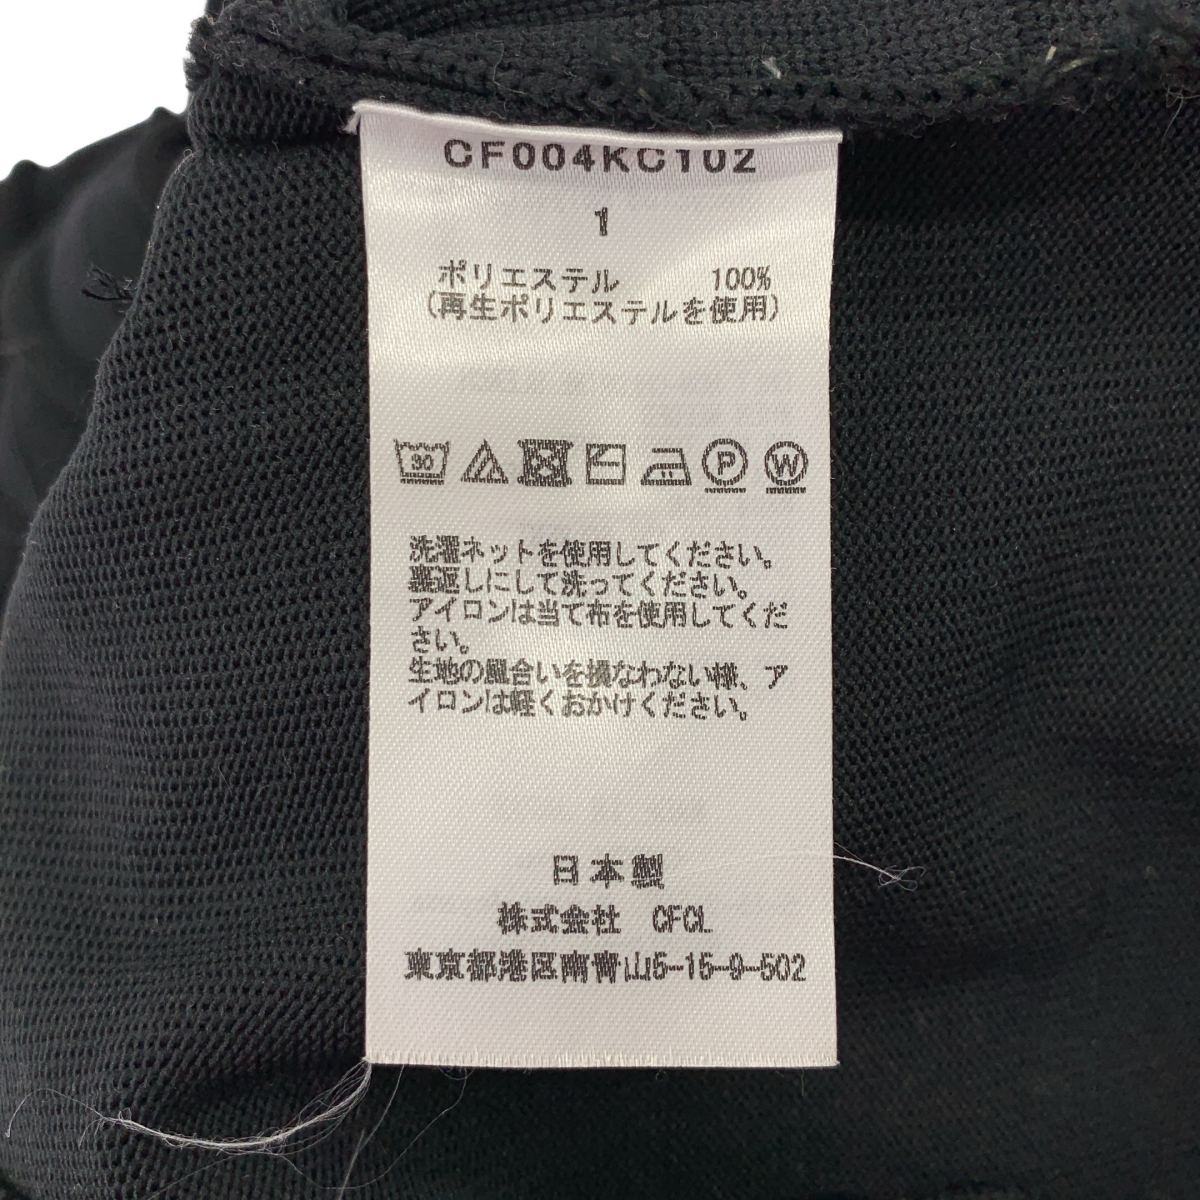 CF004KC102
1
ポリエステル 100%
(再生ポリエステルを使用)
30 P W
洗濯ネットを使用してください。
裏返しにして洗ってください。
アイロンは当て布を使用してくだ
さい。
生地の風合いを損なわない様、ア
イロンは軽くおかけください。
日本製
株式会社 CFCL
東京都港区南青山5-15-9-502